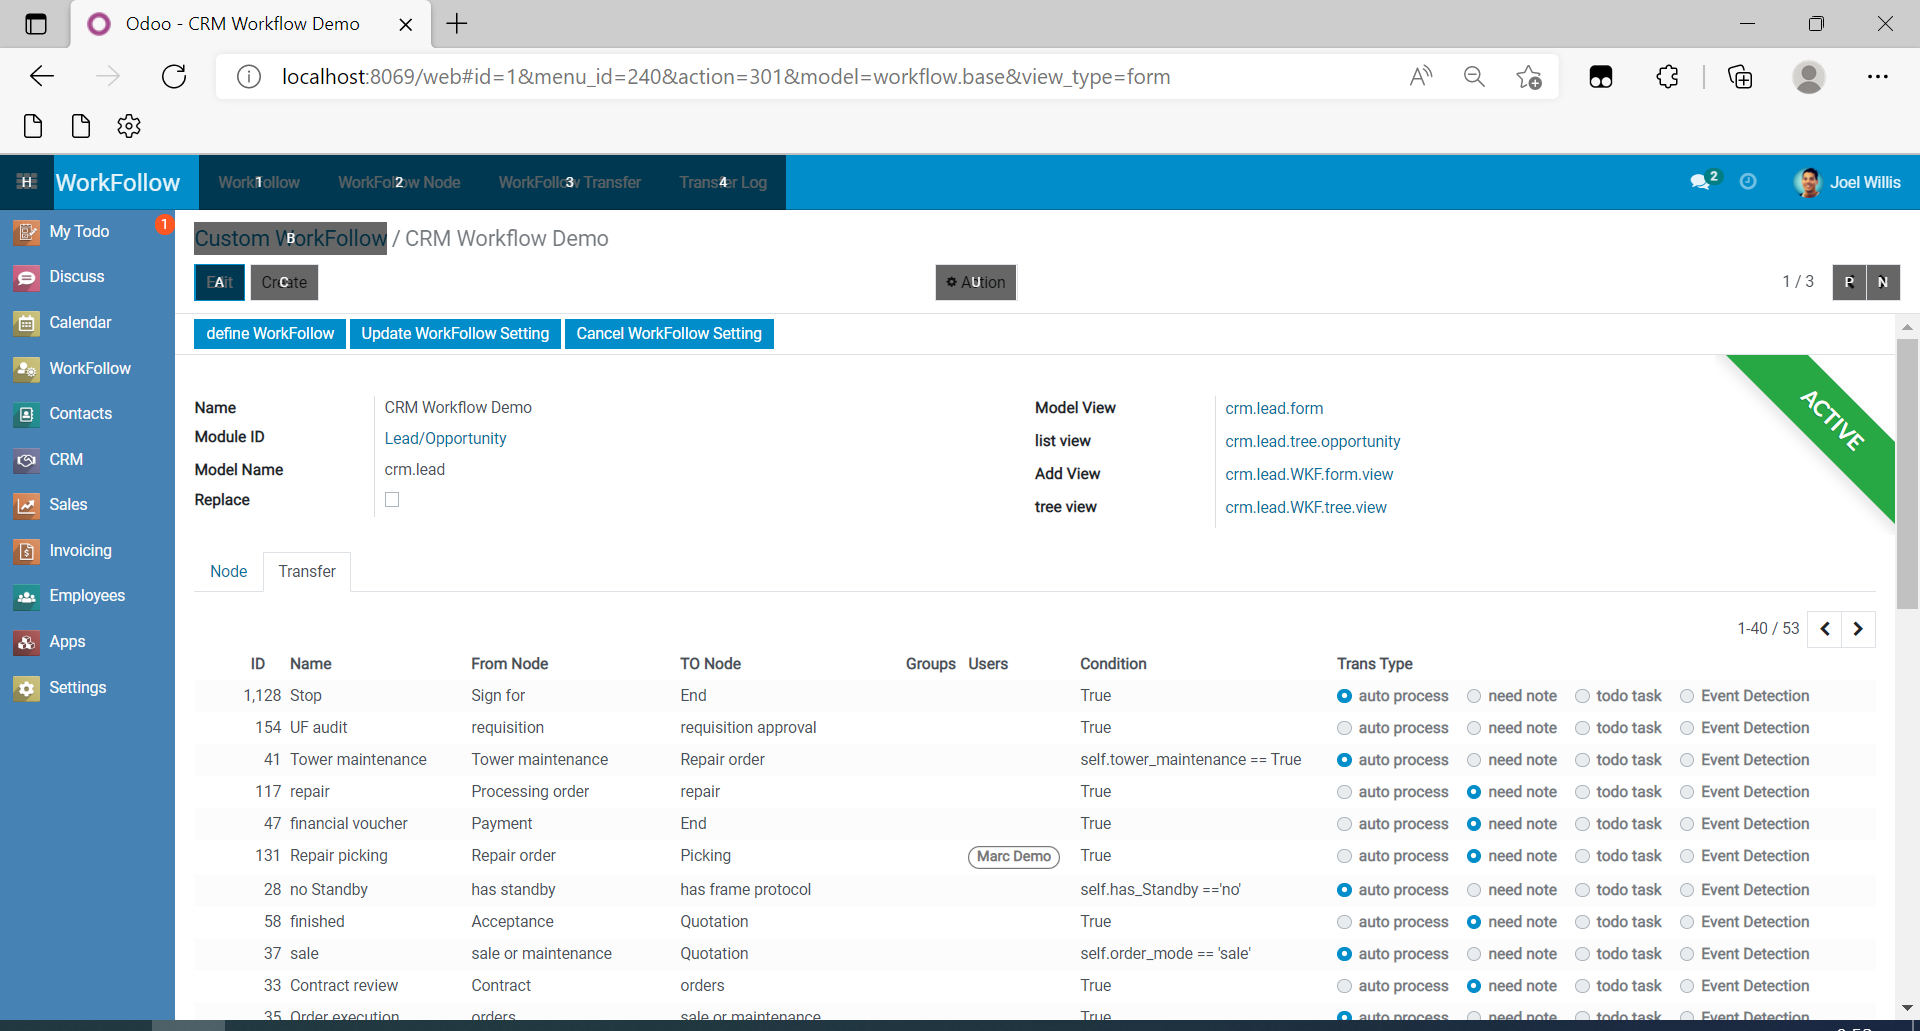 Odoo - CRM Workflow Demo
localhost:8069/web#id=1&menu_id=240&action=301&model=workflow.base&view_type=form
H WorkFollow WorkFollow 1 WorkFollow Node 2 WorkFollow Transfer 3 Transfer Log 4 2 Joel Willis
My Todo 1
Discuss
Calendar
WorkFollow
Contacts
CRM
Sales
Invoicing
Employees
Apps
Settings
Custom WorkFollow B / CRM Workflow Demo
Edit A Create C Action U 1 / 3 P N
define WorkFollow Update WorkFollow Setting Cancel WorkFollow Setting
ACTIVE
Name CRM Workflow Demo
Module ID Lead/Opportunity
Model Name crm.lead
Replace
Model View crm.lead.form
list view crm.lead.tree.opportunity
Add View crm.lead.WKF.form.view
tree view crm.lead.WKF.tree.view
Node Transfer
1-40 / 53
ID Name From Node TO Node Groups Users Condition Trans Type
1,128 Stop Sign for End True auto process need note todo task Event Detection
154 UF audit requisition requisition approval True auto process need note todo task Event Detection
41 Tower maintenance Tower maintenance Repair order self.tower_maintenance == True auto process need note todo task Event Detection
117 repair Processing order repair True auto process need note todo task Event Detection
47 financial voucher Payment End True auto process need note todo task Event Detection
131 Repair picking Repair order Picking Marc Demo True auto process need note todo task Event Detection
28 no Standby has standby has frame protocol self.has_Standby =='no' auto process need note todo task Event Detection
58 finished Acceptance Quotation True auto process need note todo task Event Detection
37 sale sale or maintenance Quotation self.order_mode == 'sale' auto process need note todo task Event Detection
33 Contract review Contract orders True auto process need note todo task Event Detection
35 Order execution orders sale or maintenance True auto process need note todo task Event Detection